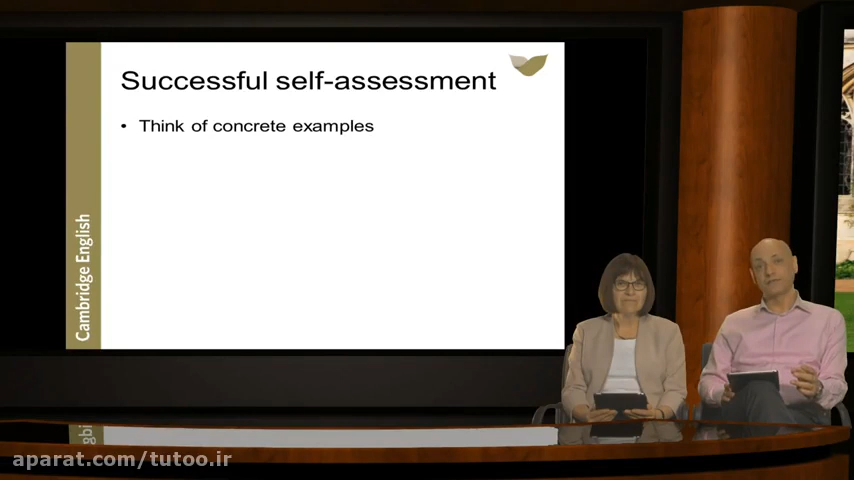 Successful self-assessment
• Think of concrete examples
Cambridge English
aparat.com/tutoo.ir